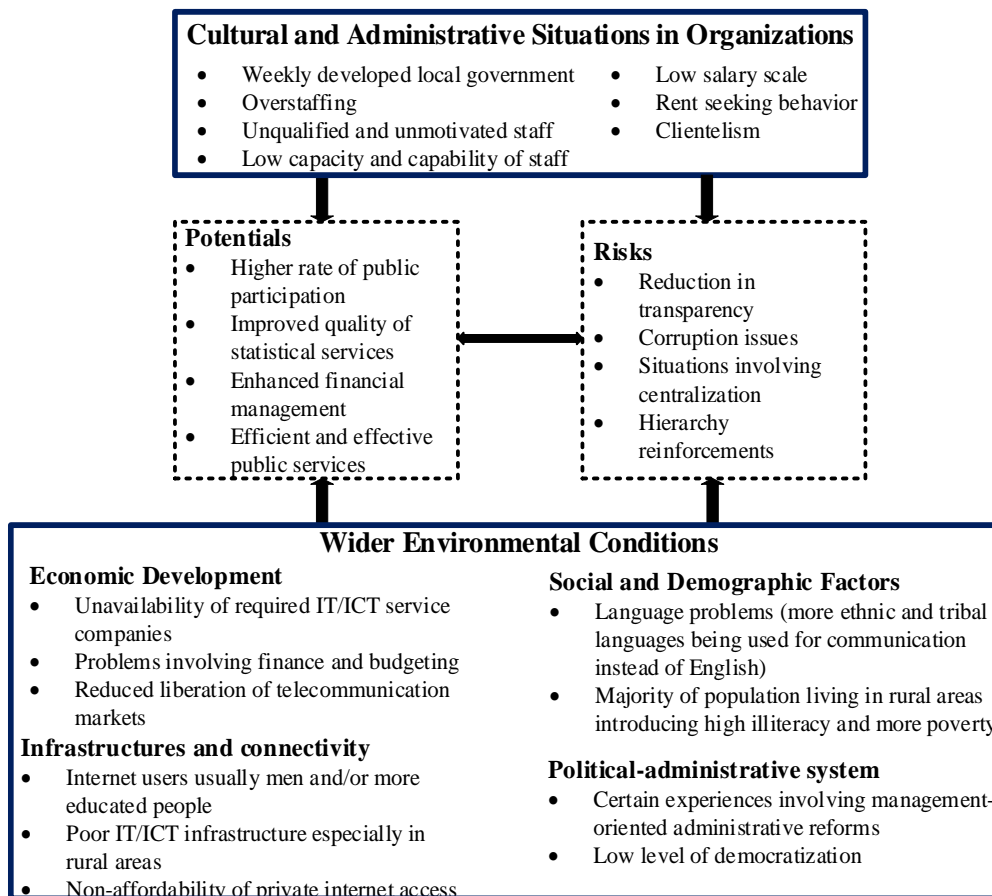 Cultural and Administrative Situations in Organizations
• Weekly developed local government
• Overstaffing
• Unqualified and unmotivated staff
• Low capacity and capability of staff
• Low salary scale
• Rent seeking behavior
• Clientelism
Potentials
• Higher rate of public
participation
• Improved quality of
statistical services
• Enhanced financial
management
• Efficient and effective
public services
Risks
• Reduction in
transparency
• Corruption issues
• Situations involving
centralization
• Hierarchy
reinforcements
Wider Environmental Conditions
Economic Development
• Unavailability of required IT/ICT service
companies
• Problems involving finance and budgeting
• Reduced liberation of telecommunication
markets
Infrastructures and connectivity
• Internet users usually men and/or more
educated people
• Poor IT/ICT infrastructure especially in
rural areas
• Non-affordability of private internet access
Social and Demographic Factors
• Language problems (more ethnic and tribal
languages being used for communication
instead of English)
• Majority of population living in rural areas
introducing high illiteracy and more poverty
Political-administrative system
• Certain experiences involving management-
oriented administrative reforms
• Low level of democratization